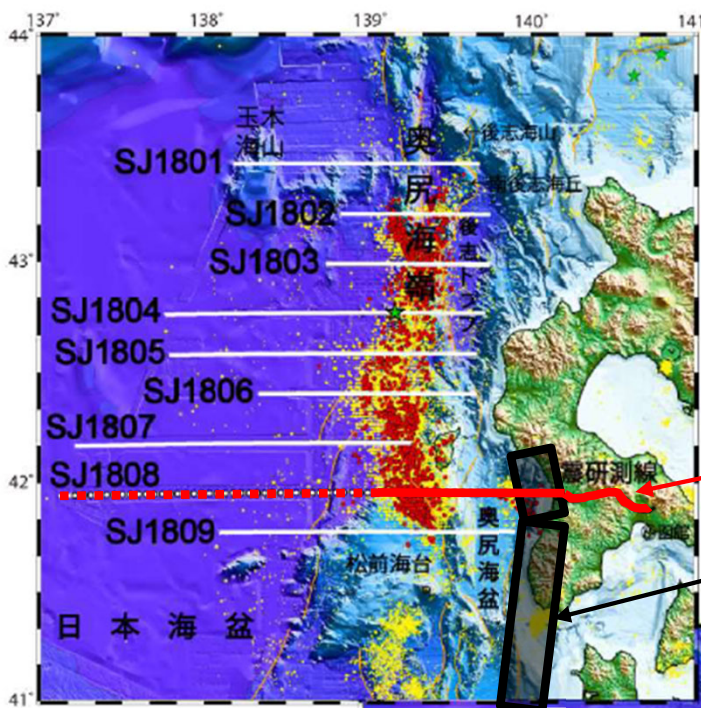 137°
138°
139°
140°
141
44°
玉木
海山
奥尻海嶺
後志海山
SJ1801
南後志海丘
SJ1802
後志トラフ
43°
SJ1803
SJ1804
SJ1805
SJ1806
SJ1807
42°
SJ1808
震研測線
SJ1809
奥尻海盆
松前海台
日本海盆
41°